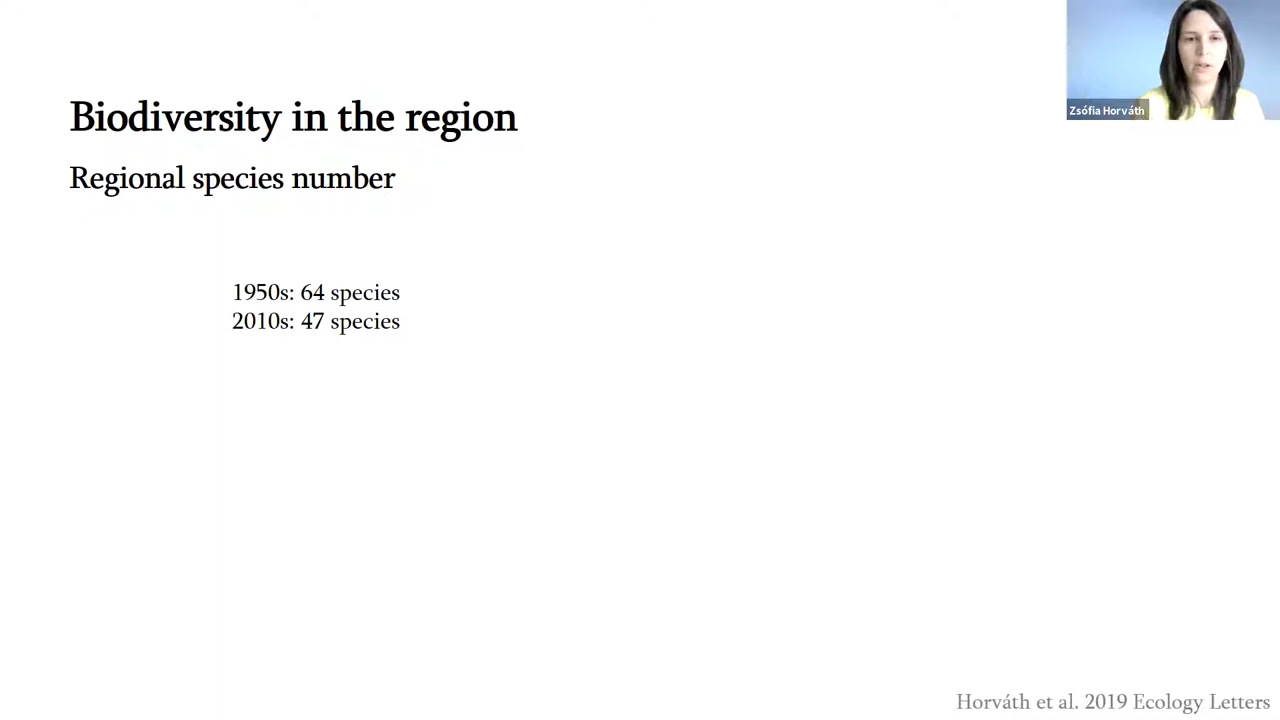 Biodiversity in the region
Regional species number
1950s: 64 species
2010s: 47 species
Zsófia Horváth
Horváth et al. 2019 Ecology Letters